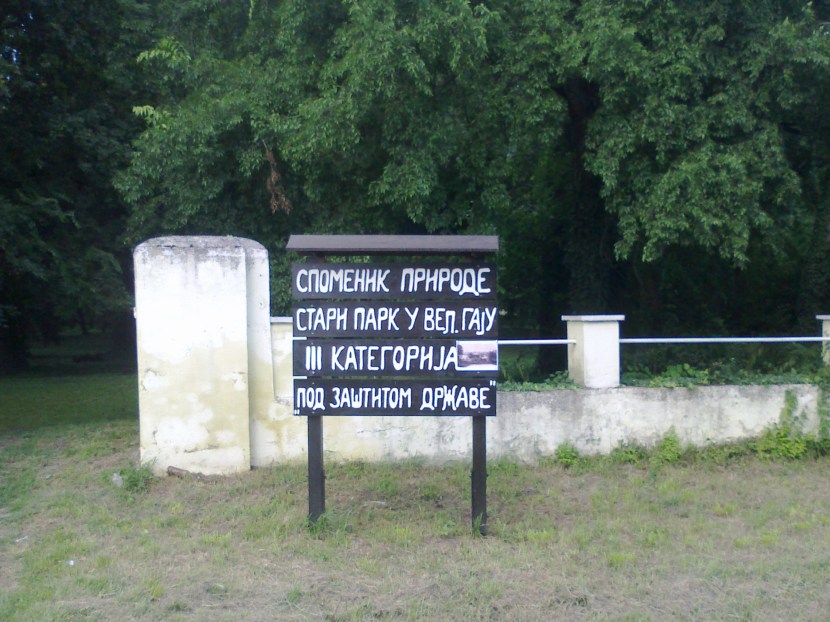 СПОМЕНИК ПРИРОДЕ
СТАРИ ПАРК У ВЕЛ. ГАЈУ
III КАТЕГОРИЈА
„ПОД ЗАШТИТОМ ДРЖАВЕ"